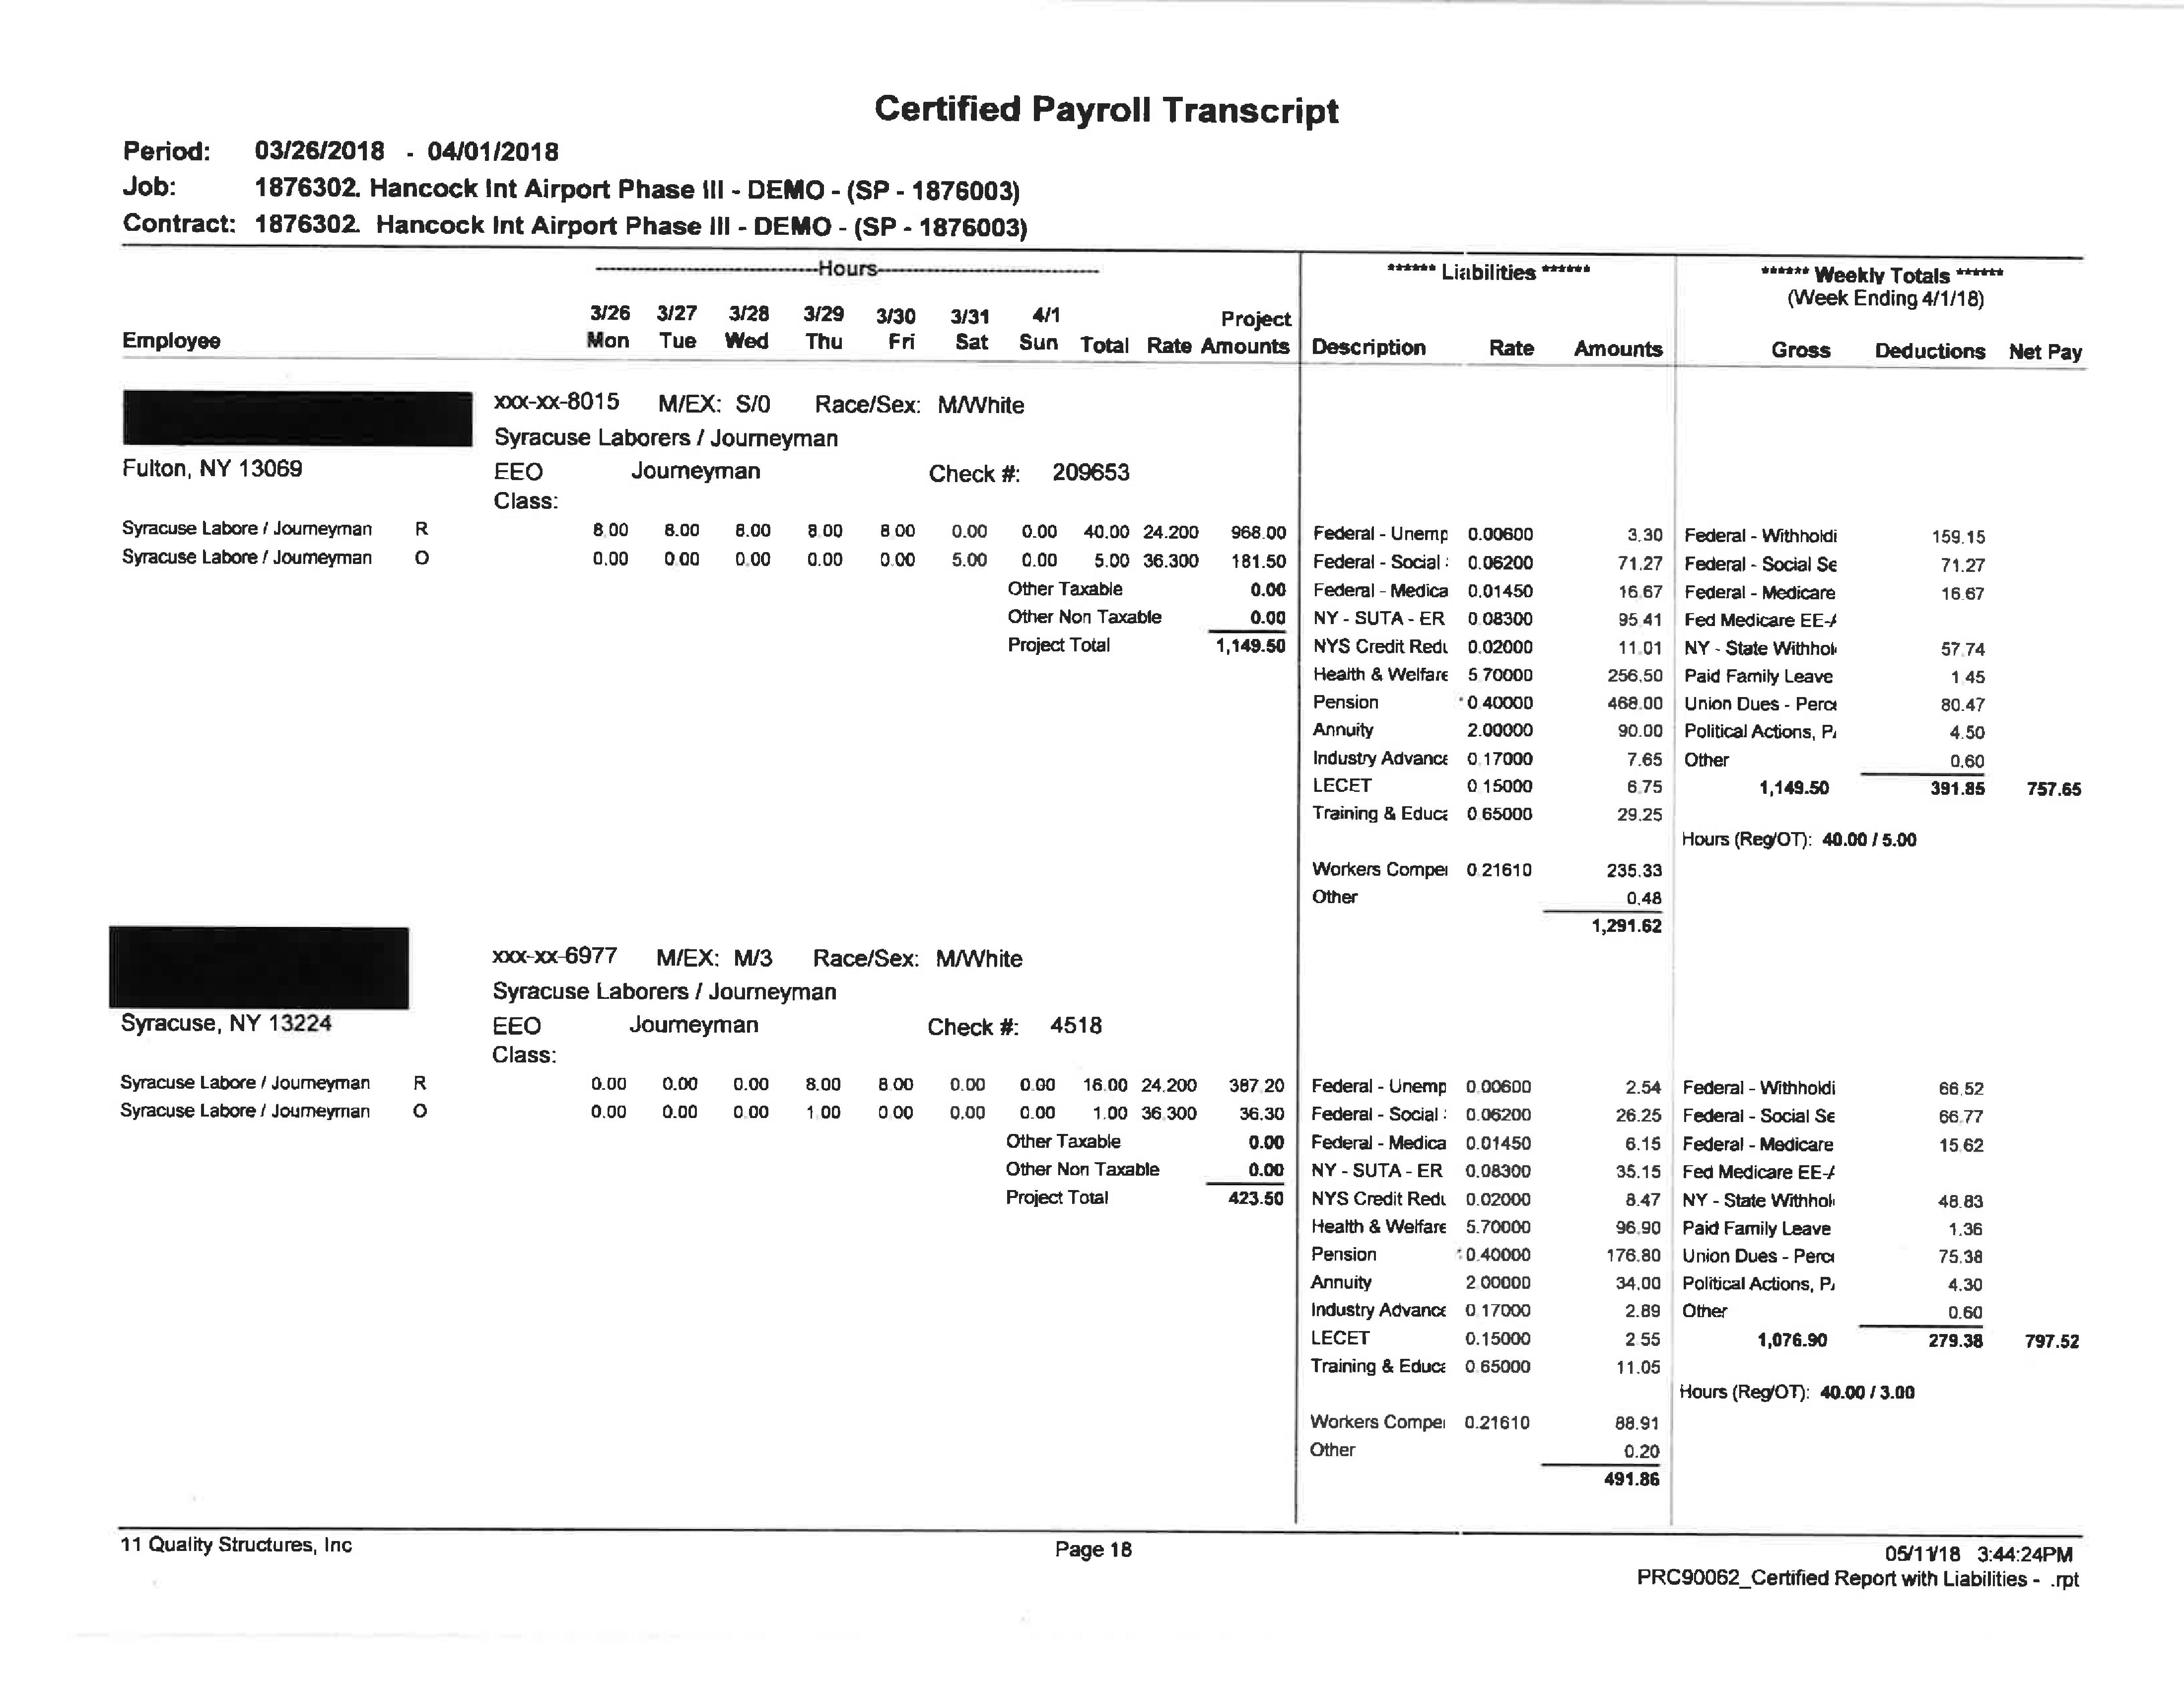 Certified Payroll Transcript
Period: 03/26/2018 - 04/01/2018
Job: 1876302. Hancock Int Airport Phase III - DEMO - (SP - 1876003)
Contract: 1876302. Hancock Int Airport Phase III - DEMO - (SP - 1876003)
Hours ****** Liabilities ****** ****** Weekly Totals ******
(Week Ending 4/1/18)
3/26 3/27 3/28 3/29 3/30 3/31 4/1 Project
Employee Mon Tue Wed Thu Fri Sat Sun Total Rate Amounts Description Rate Amounts Gross Deductions Net Pay
xxx-xx-8015 M/EX: S/0 Race/Sex: M/White
Syracuse Laborers / Journeyman
Fulton, NY 13069 EEO Journeyman Check #: 209653
Class:
Syracuse Labore / Journeyman R 8.00 8.00 8.00 8.00 8.00 0.00 0.00 40.00 24.200 968.00 Federal - Unemp 0.00600 3.30 Federal - Withholdi 159.15
Syracuse Labore / Journeyman O 0.00 0.00 0.00 0.00 0.00 5.00 0.00 5.00 36.300 181.50 Federal - Social : 0.06200 71.27 Federal - Social Se 71.27
Other Taxable 0.00 Federal - Medica 0.01450 16.67 Federal - Medicare 16.67
Other Non Taxable 0.00 NY - SUTA - ER 0.08300 95.41 Fed Medicare EE-
Project Total 1,149.50 NYS Credit Redu 0.02000 11.01 NY - State Withhol 57.74
Health & Welfare 5.70000 256.50 Paid Family Leave 1.45
Pension 0.40000 468.00 Union Dues - Perce 80.47
Annuity 2.00000 90.00 Political Actions, P 4.50
Industry Advance 0.17000 7.65 Other 0.60
LECET 0.15000 6.75 1,149.50 391.85 757.65
Training & Educa 0.65000 29.25
Hours (Reg/OT): 40.00 / 5.00
Workers Compe 0.21610 235.33
Other 0.48
1,291.62
xxx-xx-6977 M/EX: M/3 Race/Sex: M/White
Syracuse Laborers / Journeyman
Syracuse, NY 13224 EEO Journeyman Check #: 4518
Class:
Syracuse Labore / Journeyman R 0.00 0.00 0.00 8.00 8.00 0.00 0.00 16.00 24.200 387.20 Federal - Unemp 0.00600 2.54 Federal - Withholdi 66.52
Syracuse Labore / Journeyman O 0.00 0.00 0.00 1.00 0.00 0.00 0.00 1.00 36.300 36.30 Federal - Social : 0.06200 26.25 Federal - Social Se 66.77
Other Taxable 0.00 Federal - Medica 0.01450 6.15 Federal - Medicare 15.62
Other Non Taxable 0.00 NY - SUTA - ER 0.08300 35.15 Fed Medicare EE-
Project Total 423.50 NYS Credit Redu 0.02000 8.47 NY - State Withhol 48.83
Health & Welfare 5.70000 96.90 Paid Family Leave 1.36
Pension 0.40000 176.80 Union Dues - Perce 75.38
Annuity 2.00000 34.00 Political Actions, P 4.30
Industry Advance 0.17000 2.89 Other 0.60
LECET 0.15000 2.55 1,076.90 279.38 797.52
Training & Educa 0.65000 11.05
Hours (Reg/OT): 40.00 / 3.00
Workers Compe 0.21610 88.91
Other 0.20
491.86
11 Quality Structures, Inc Page 18 05/11/18 3:44:24PM
PRC90062_Certified Report with Liabilities - .rpt